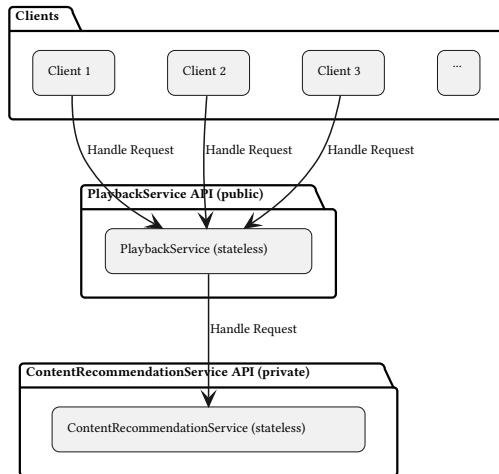 Clients
Client 1
Client 2
Client 3
...
Handle Request
Handle Request
Handle Request
PlaybackService API (public)
PlaybackService (stateless)
Handle Request
ContentRecommendationService API (private)
ContentRecommendationService (stateless)